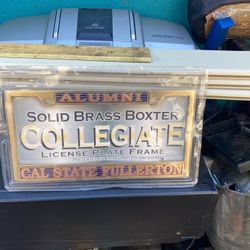 ALUMNI
SOLID BRASS BOXTER
COLLEGIATE
LICENSE PLATE FRAME
CAL STATE FULLERTON